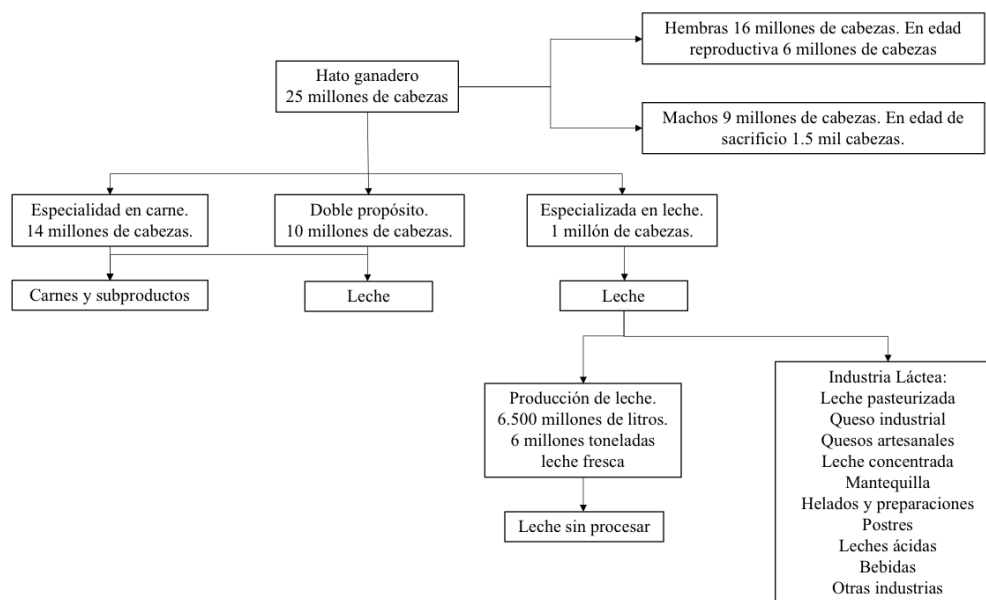 Hembras 16 millones de cabezas. En edad
reproductiva 6 millones de cabezas
Hato ganadero
25 millones de cabezas
Machos 9 millones de cabezas. En edad de
sacrificio 1.5 mil cabezas.
Especialidad en carne.
14 millones de cabezas.
Doble propósito.
10 millones de cabezas.
Especializada en leche.
1 millón de cabezas.
Carnes y subproductos
Leche
Leche
Producción de leche.
6.500 millones de litros.
6 millones toneladas
leche fresca
Leche sin procesar
Industria Láctea:
Leche pasteurizada
Queso industrial
Quesos artesanales
Leche concentrada
Mantequilla
Helados y preparaciones
Postres
Leches ácidas
Bebidas
Otras industrias